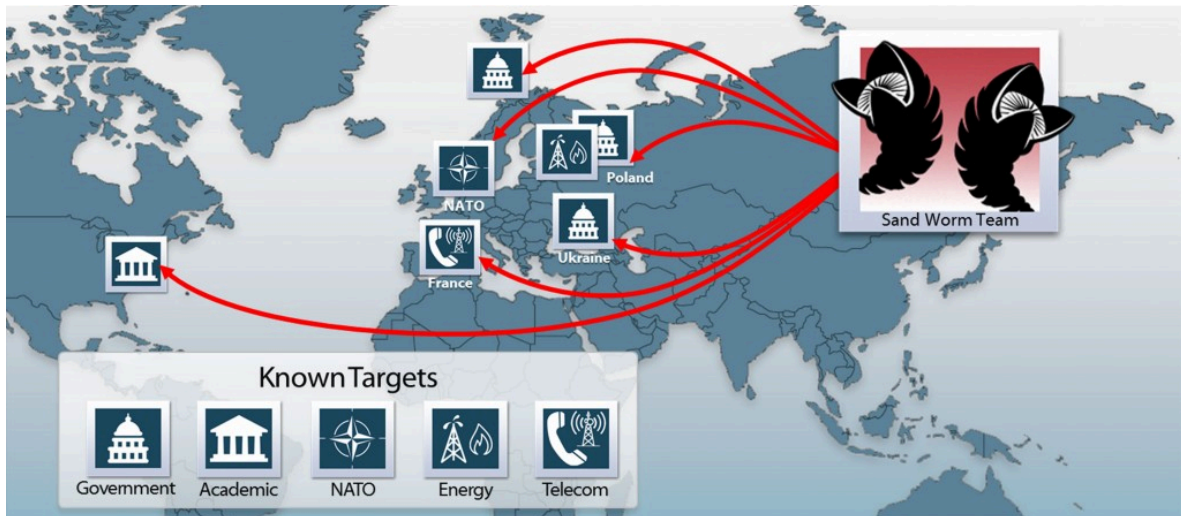 Sand Worm Team
Poland
NATO
Ukraine
France
Known Targets
Government
Academic
NATO
Energy
Telecom